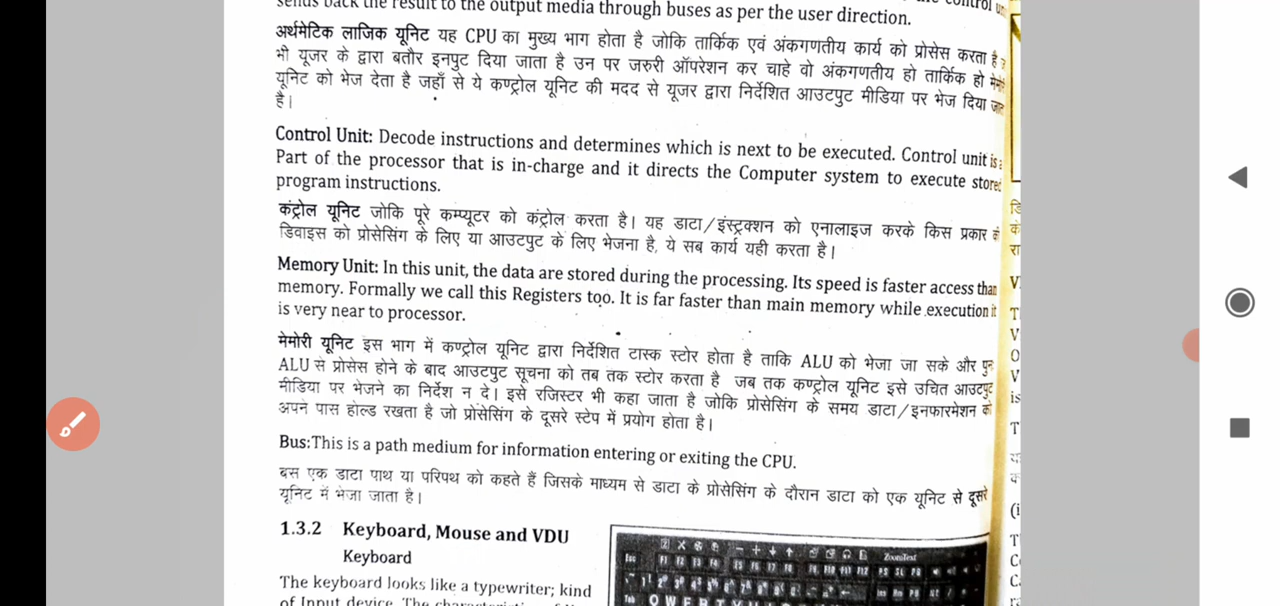 sends back the result to the output media through buses as per the user direction.
अर्थमेटिक लाजिक यूनिट यह CPU का मुख्य भाग होता है जोकि तार्किक एवं अंकगणतीय कार्य को प्रोसेस करता है
भी यूजर के द्वारा बतौर इनपुट दिया जाता है उन पर जरुरी ऑपरेशन कर चाहे वो अंकगणतीय हो तार्किक हो मेमोरी
यूनिट को भेज देता है जहाँ से ये कण्ट्रोल यूनिट की मदद से यूजर द्वारा निर्देशित आउटपुट मीडिया पर भेज दिया जाता
है।
Control Unit: Decode instructions and determines which is next to be executed. Control unit is a
Part of the processor that is in-charge and it directs the Computer system to execute stored
program instructions.
कंट्रोल यूनिट जोकि पूरे कम्प्यूटर को कंट्रोल करता है। यह डाटा/इंस्ट्रक्शन को एनालाइज करके किस प्रकार की
डिवाइस को प्रोसेसिंग के लिए या आउटपुट के लिए भेजना है, ये सब कार्य यही करता है।
Memory Unit: In this unit, the data are stored during the processing. Its speed is faster access than
memory. Formally we call this Registers too. It is far faster than main memory while execution it
is very near to processor.
मेमोरी यूनिट इस भाग में कण्ट्रोल यूनिट द्वारा निर्देशित टास्क स्टोर होता है ताकि ALU को भेजा जा सके और पुनः
ALU से प्रोसेस होने के बाद आउटपुट सूचना को तब तक स्टोर करता है जब तक कण्ट्रोल यूनिट इसे उचित आउटपुट
मीडिया पर भेजने का निर्देश न दे। इसे रजिस्टर भी कहा जाता है जोकि प्रोसेसिंग के समय डाटा/इनफारमेशन को
अपने पास होल्ड रखता है जो प्रोसेसिंग के दूसरे स्टेप में प्रयोग होता है।
Bus:This is a path medium for information entering or exiting the CPU.
बस एक डाटा पाथ या परिपथ को कहते हैं जिसके माध्यम से डाटा के प्रोसेसिंग के दौरान डाटा को एक यूनिट से दूसरे
यूनिट में भेजा जाता है।
1.3.2 Keyboard, Mouse and VDU
Keyboard
The keyboard looks like a typewriter; kind
of Input device. The
ZoomText